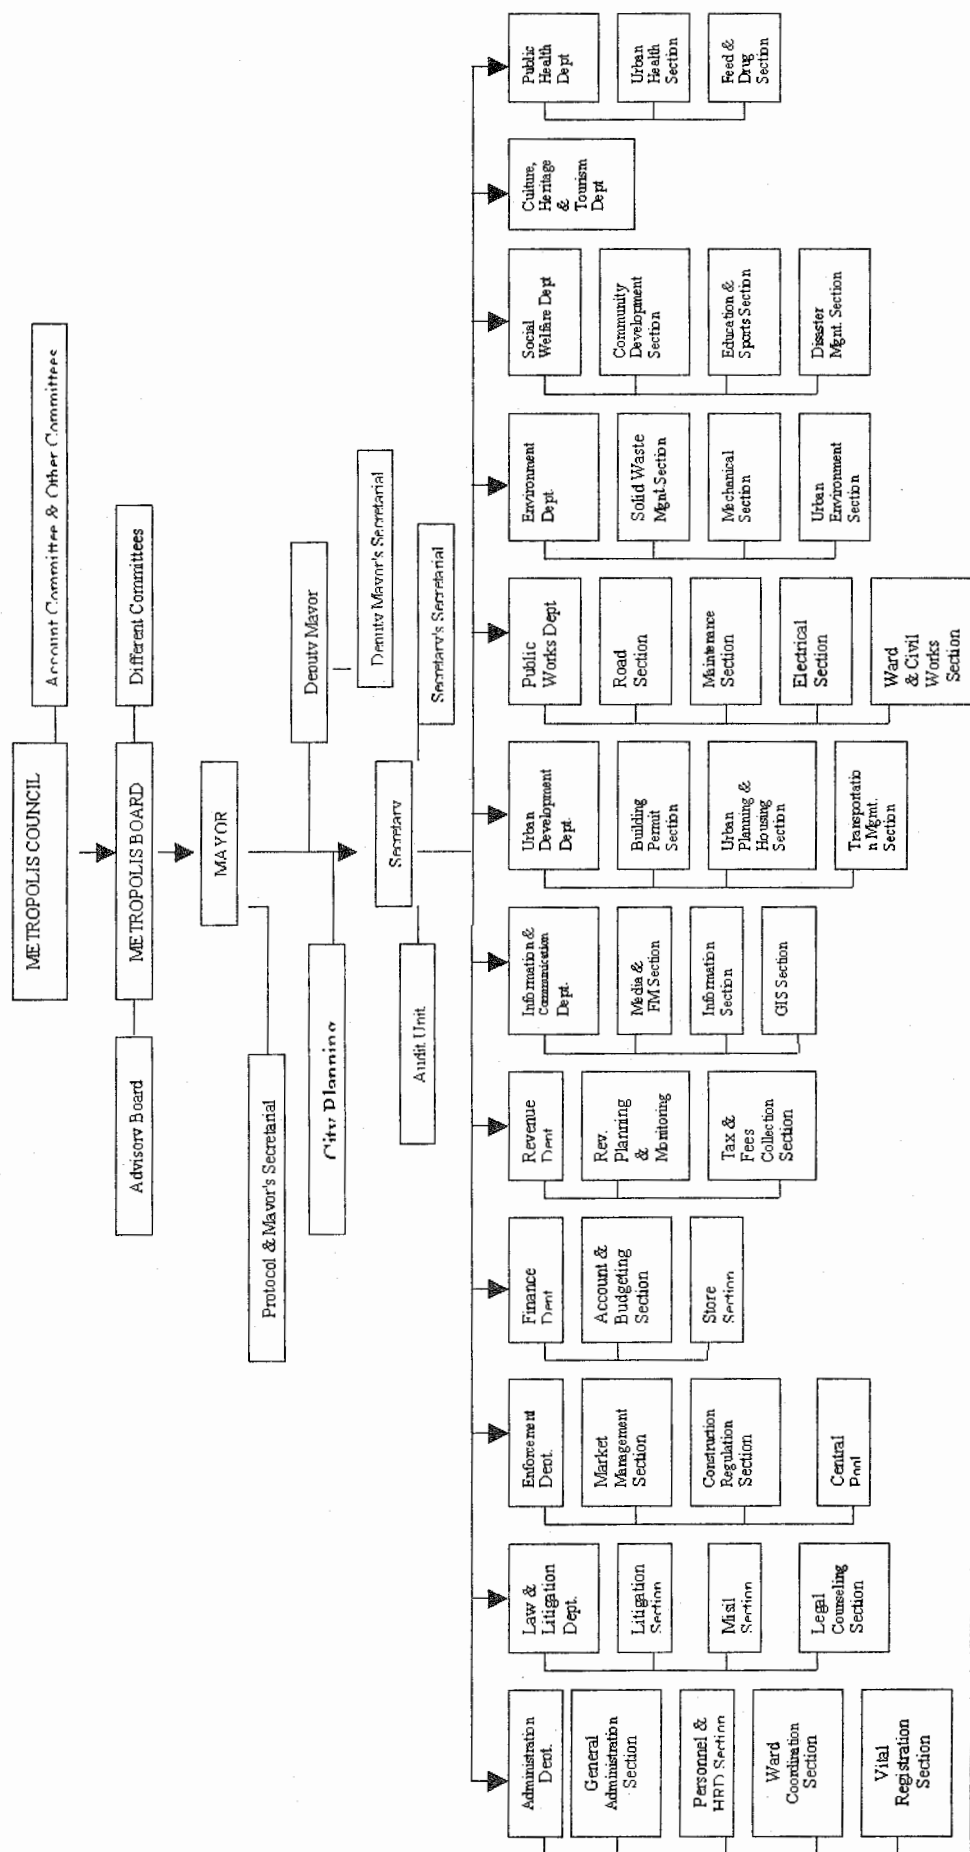 METROPOLIS COUNCIL
Account Committee & Other Committees
Advisory Board
METROPOLIS BOARD
Different Committees
MAYOR
Protocol & Mayor's Secretarial
Deputy Mayor
Deputy Mayor's Secretarial
City Planning
Secretary
Secretary's Secretarial
Audit Unit
Administration
Dept.
General
Administration
Section
Personnel &
HRD Section
Ward
Coordination
Section
Vital
Registration
Section
Law &
Litigation
Dept.
Litigation
Section
Misil
Section
Legal
Counseling
Section
Enforcement
Dept.
Market
Management
Section
Construction
Regulation
Section
Central
Pool
Finance
Dept
Account &
Budgeting
Section
Store
Section
Revenue
Dept
Rev.
Planning
&
Monitoring
Tax &
Fees
Collection
Section
Information &
Communication
Dept.
Media &
FM Section
Information
Section
GIS Section
Urban
Development
Dept.
Building
Permit
Section
Urban
Planning &
Housing
Section
Transportatio
n Mgmt.
Section
Public
Works Dept
Road
Section
Maintenance
Section
Electrical
Section
Ward
& Civil
Works
Section
Environment
Dept.
Solid Waste
Mgnt.Section
Mechanical
Section
Urban
Environment
Section
Social
Welfare Dept
Community
Development
Section
Education &
Sports Section
Disaster
Mgnt. Section
Culture,
Heritage
&
Tourism
Dept
Public
Health
Dept
Urban
Health
Section
Feed &
Drug
Section